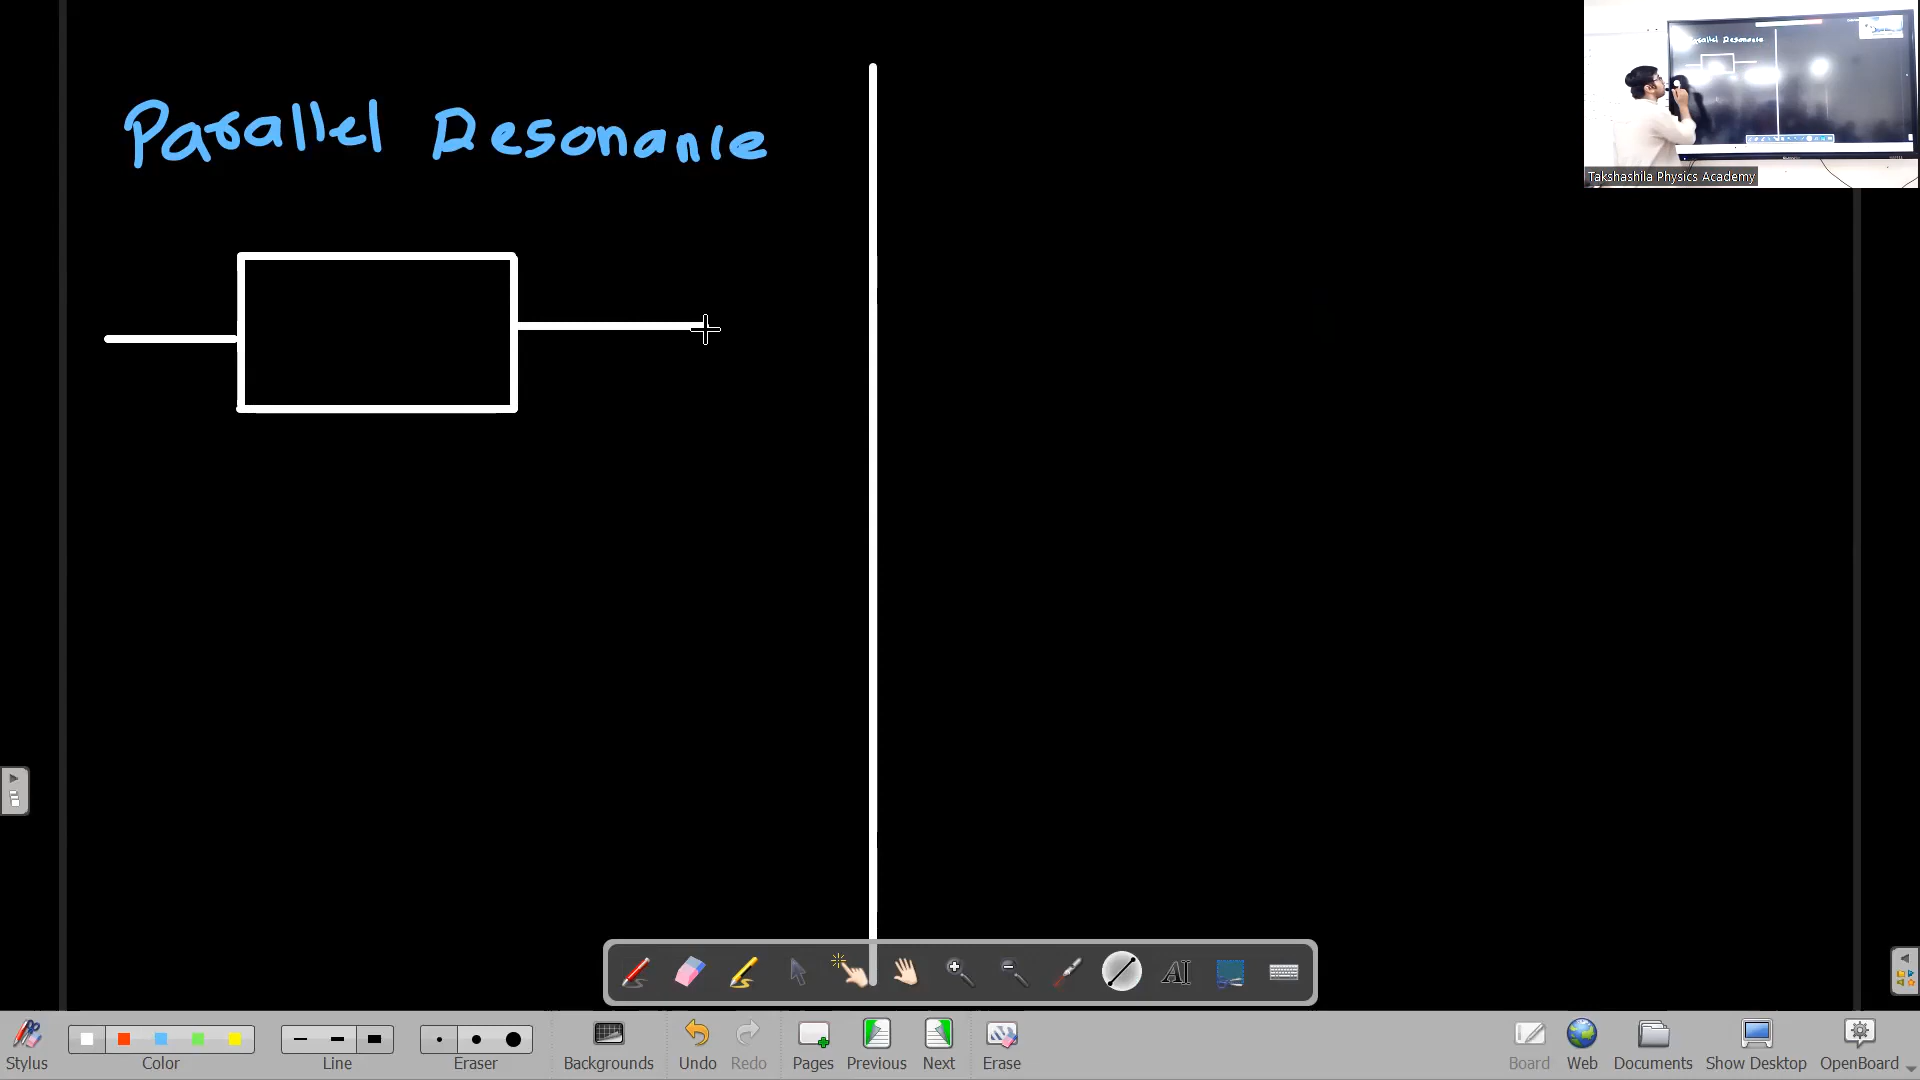 Parallel Resonance
Takshashila Physics Academy
Stylus
Color
Line
Eraser
Backgrounds
Undo
Redo
Pages
Previous
Next
Erase
Board
Web
Documents
Show Desktop
OpenBoard